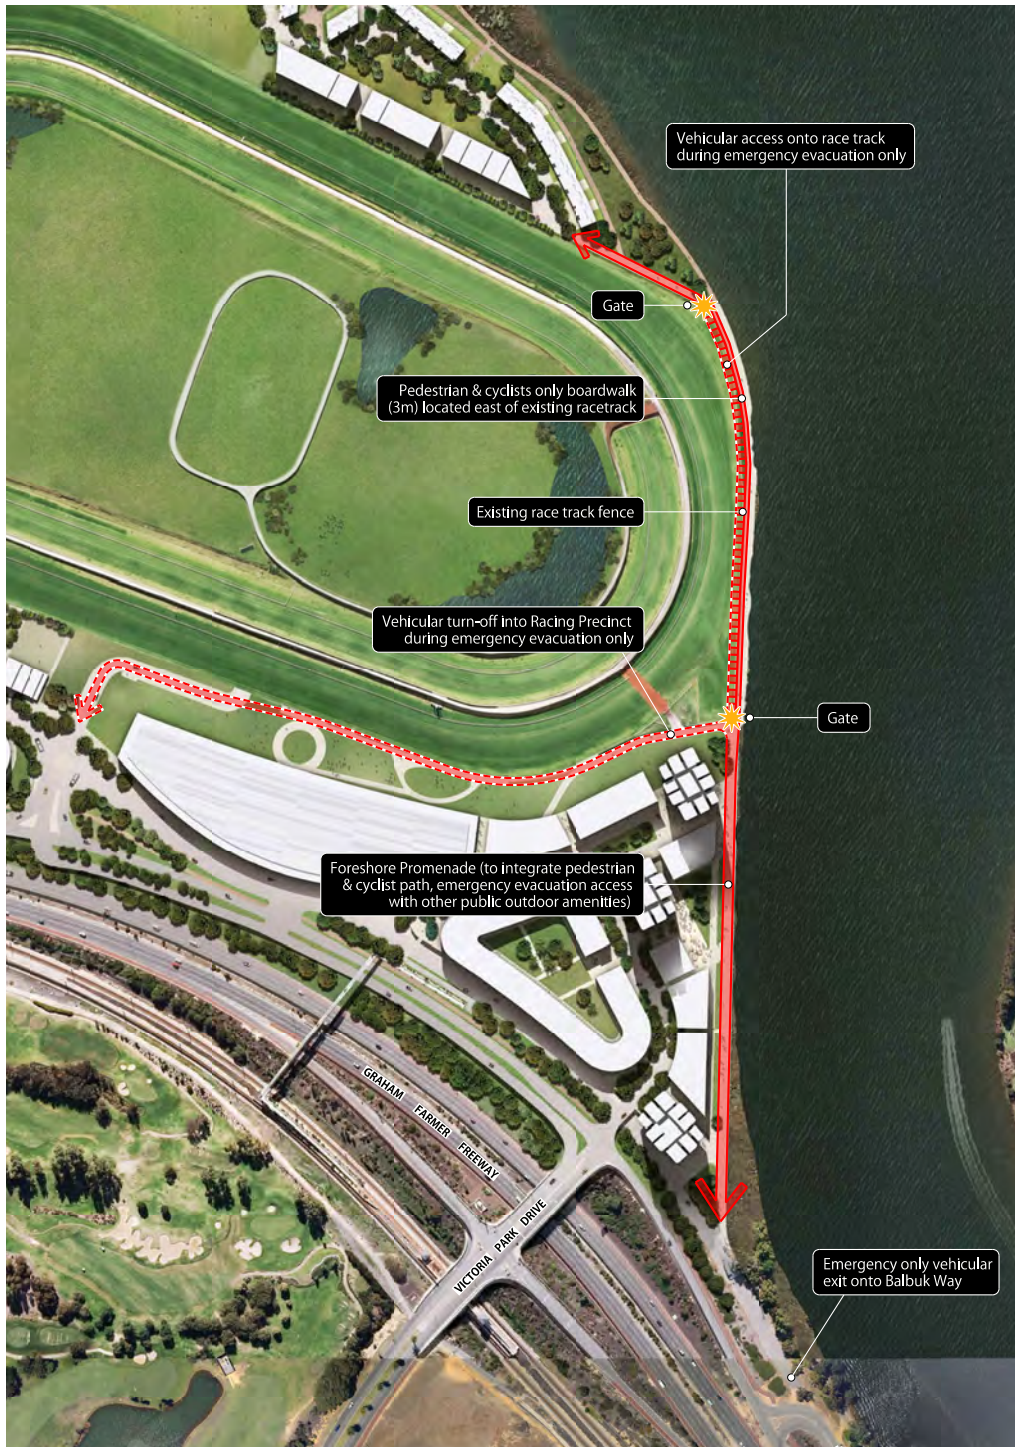 Vehicular access onto race track
during emergency evacuation only
Gate
Pedestrian & cyclists only boardwalk
(3m) located east of existing racetrack
Existing race track fence
Vehicular turn-off into Racing Precinct
during emergency evacuation only
Gate
Foreshore Promenade (to integrate pedestrian
& cyclist path, emergency evacuation access
with other public outdoor amenities)
GRAHAM FARMER FREEWAY
VICTORIA PARK DRIVE
Emergency only vehicular
exit onto Balbuk Way